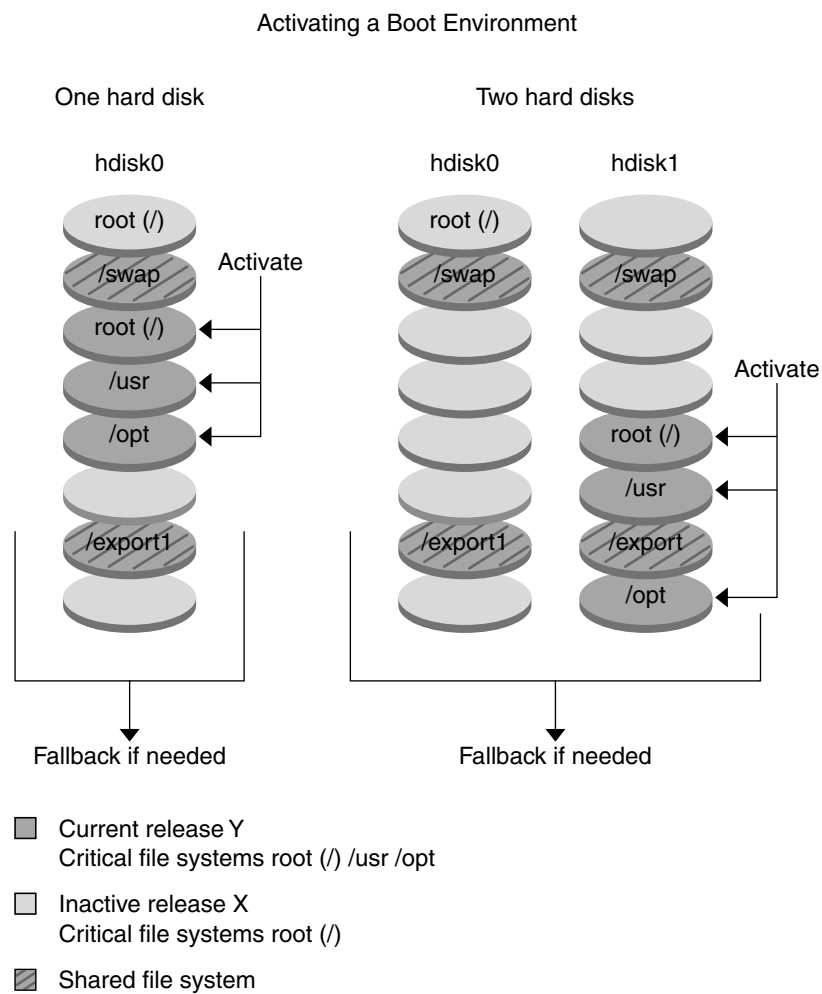 Activating a Boot Environment
One hard disk
hdisk0
root (/)
/swap
Activate
root (/)
/usr
/opt
/export1
Fallback if needed
Two hard disks
hdisk0
root (/)
/swap
/export1
hdisk1
/swap
Activate
root (/)
/usr
/export
/opt
Fallback if needed
Current release Y
Critical file systems root (/) /usr /opt
Inactive release X
Critical file systems root (/)
Shared file system